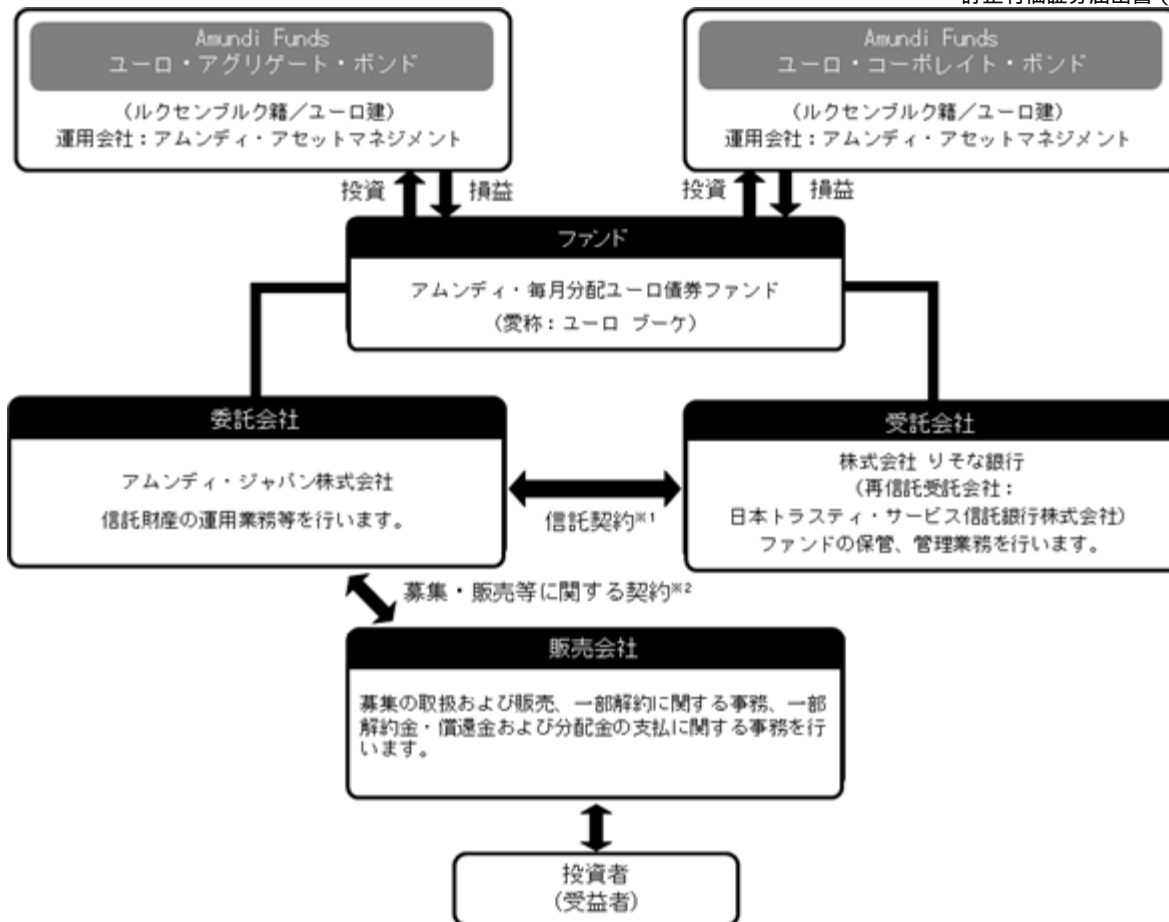 Amundi Funds
ユーロ・アグリゲート・ボンド
(ルクセンブルク籍／ユーロ建)
運用会社：アムンディ・アセットマネジメント
Amundi Funds
ユーロ・コーポレイト・ボンド
(ルクセンブルク籍／ユーロ建)
運用会社：アムンディ・アセットマネジメント
投資
損益
投資
損益
ファンド
アムンディ・毎月分配ユーロ債券ファンド
(愛称：ユーロ ブーケ)
委託会社
アムンディ・ジャパン株式会社
信託財産の運用業務等を行います。
信託契約※1
受託会社
株式会社 りそな銀行
(再信託受託会社：
日本トラスティ・サービス信託銀行株式会社)
ファンドの保管、管理業務を行います。
募集・販売等に関する契約※2
販売会社
募集の取扱および販売、一部解約に関する事務、一部
解約金・償還金および分配金の支払に関する事務を行
います。
投資者
(受益者)